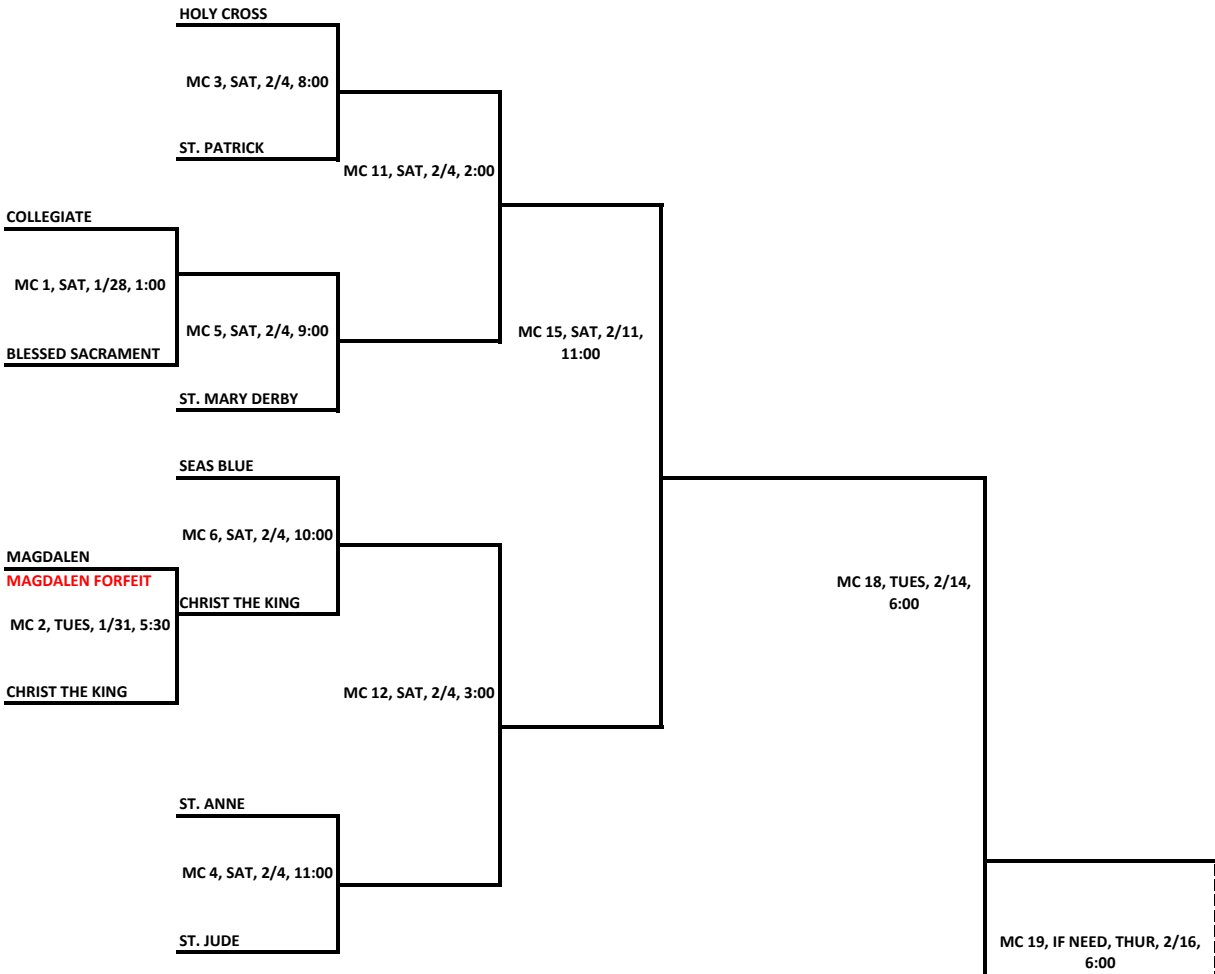 HOLY CROSS
MC 3, SAT, 2/4, 8:00
ST. PATRICK
MC 11, SAT, 2/4, 2:00
COLLEGIATE
MC 1, SAT, 1/28, 1:00
MC 5, SAT, 2/4, 9:00
MC 15, SAT, 2/11,
11:00
BLESSED SACRAMENT
ST. MARY DERBY
SEAS BLUE
MC 6, SAT, 2/4, 10:00
MAGDALEN
MAGDALEN FORFEIT
MC 18, TUES, 2/14,
6:00
CHRIST THE KING
MC 2, TUES, 1/31, 5:30
CHRIST THE KING
MC 12, SAT, 2/4, 3:00
ST. ANNE
MC 4, SAT, 2/4, 11:00
ST. JUDE
MC 19, IF NEED, THUR, 2/16,
6:00